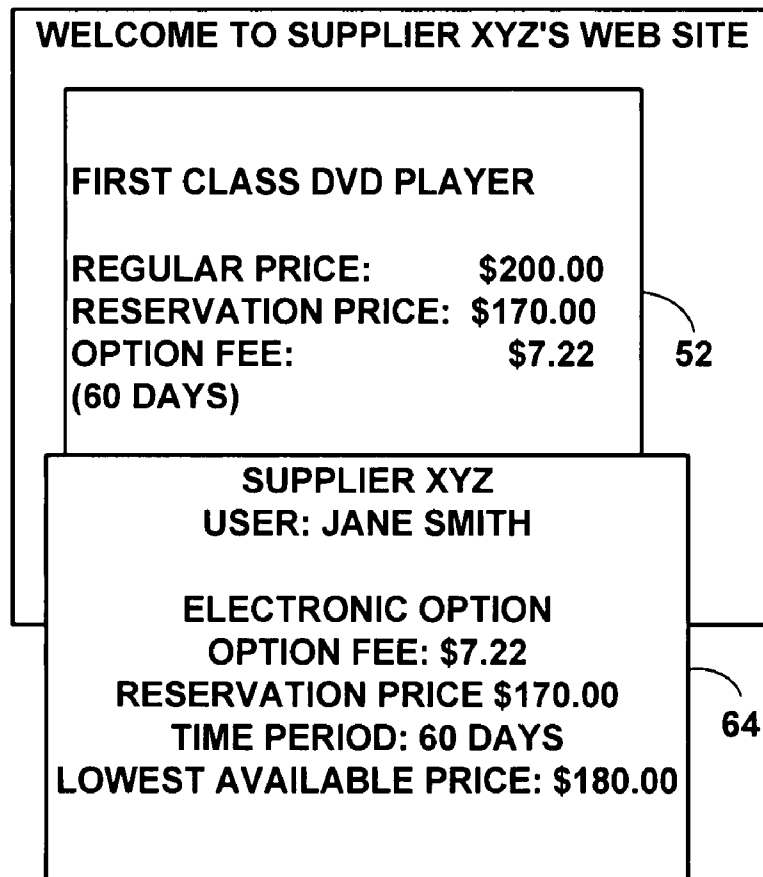 WELCOME TO SUPPLIER XYZ'S WEB SITE
FIRST CLASS DVD PLAYER
REGULAR PRICE: $200.00
RESERVATION PRICE: $170.00
OPTION FEE: $7.22
(60 DAYS)
52
SUPPLIER XYZ
USER: JANE SMITH
ELECTRONIC OPTION
OPTION FEE: $7.22
RESERVATION PRICE $170.00
TIME PERIOD: 60 DAYS
LOWEST AVAILABLE PRICE: $180.00
64